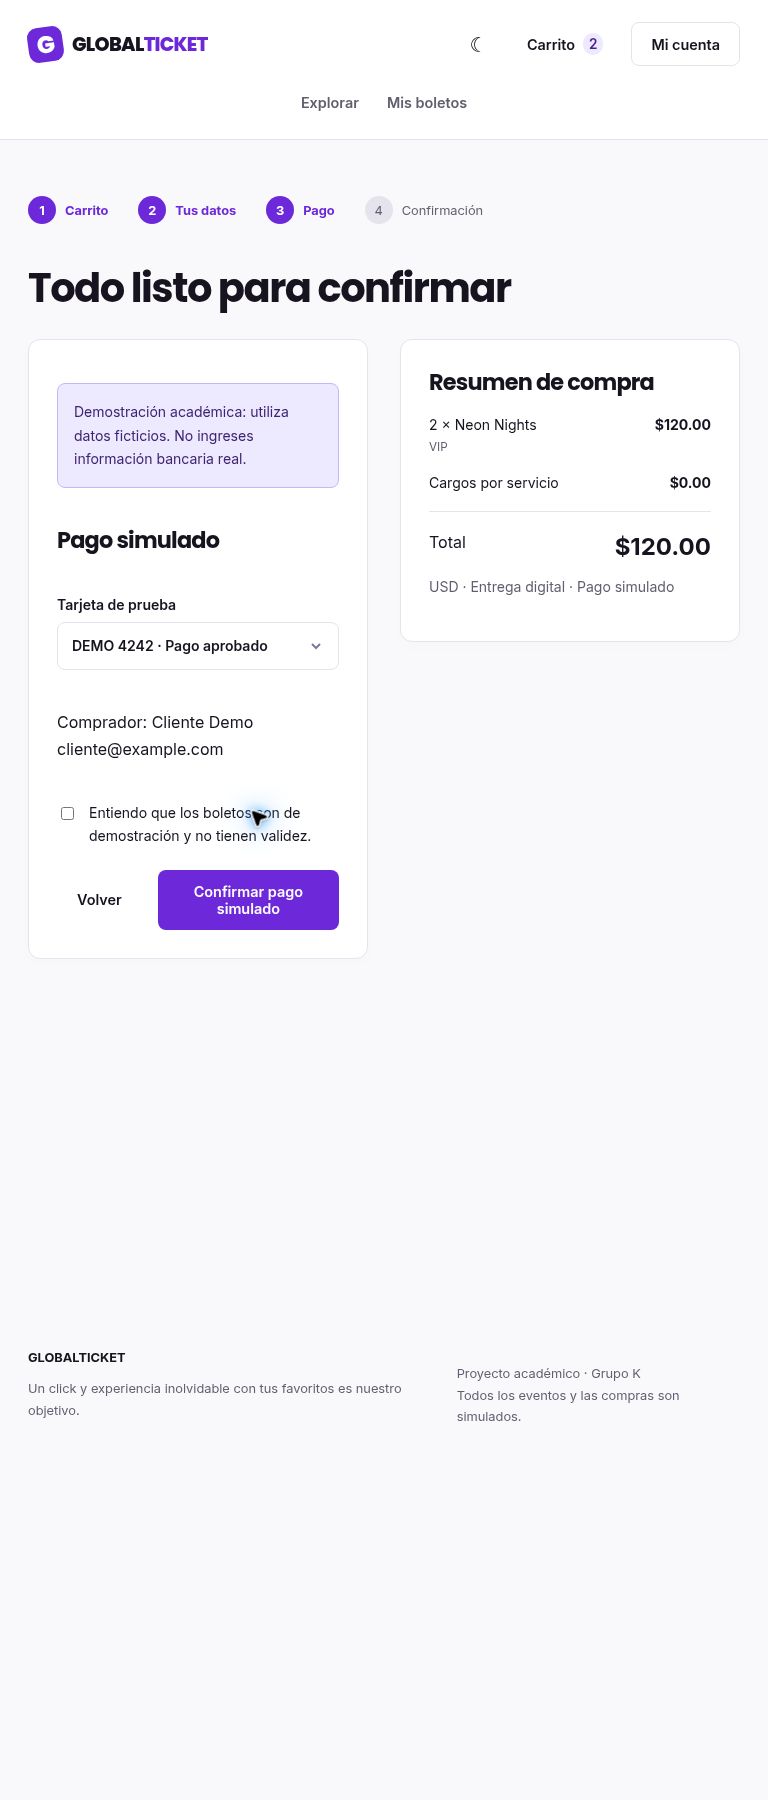 G GLOBALTICKET
Carrito 2
Mi cuenta
Explorar
Mis boletos
1 Carrito
2 Tus datos
3 Pago
4 Confirmación
Todo listo para confirmar
Demostración académica: utiliza
datos ficticios. No ingreses
información bancaria real.
Pago simulado
Tarjeta de prueba
DEMO 4242 · Pago aprobado
Comprador: Cliente Demo
cliente@example.com
Entiendo que los boletos son de
demostración y no tienen validez.
Volver
Confirmar pago
simulado
Resumen de compra
2 × Neon Nights $120.00
VIP
Cargos por servicio $0.00
Total $120.00
USD · Entrega digital · Pago simulado
GLOBALTICKET
Un click y experiencia inolvidable con tus favoritos es nuestro
objetivo.
Proyecto académico · Grupo K
Todos los eventos y las compras son
simulados.